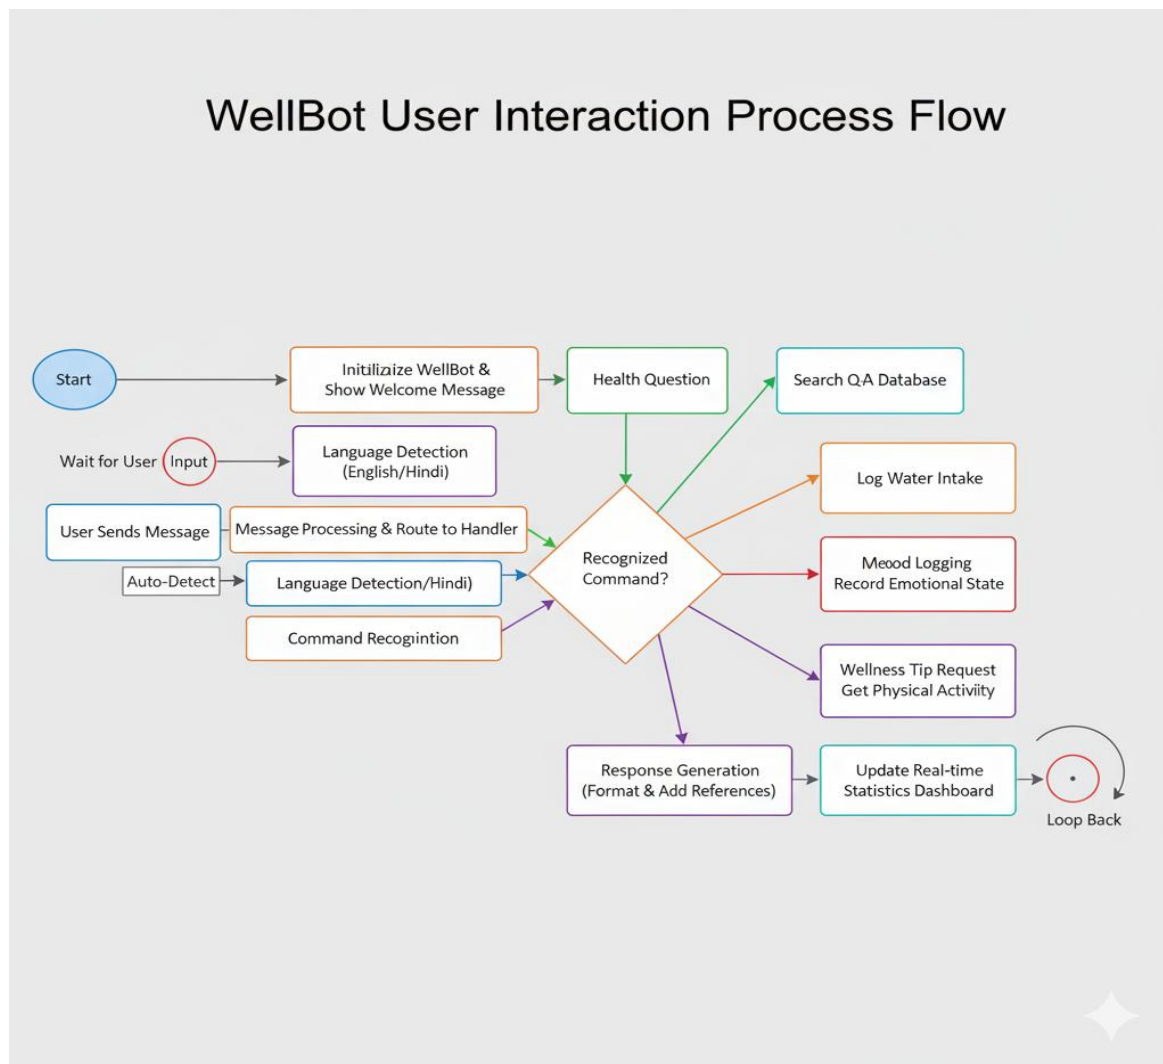 WellBot User Interaction Process Flow
Start
Initilizaize WellBot &
Show Welcome Message
Health Question
Search Q·A Database
Wait for User Input
Language Detection
(English/Hindi)
Log Water Intake
User Sends Message
Message Processing & Route to Handler
Recognized
Command?
Meood Logging
Record Emotional State
Auto-Detect
Language Detection/Hindi)
Command Recognintion
Wellness Tip Request
Get Physical Activiity
Response Generation
(Format & Add References)
Update Real-time
Statistics Dashboard
Loop Back